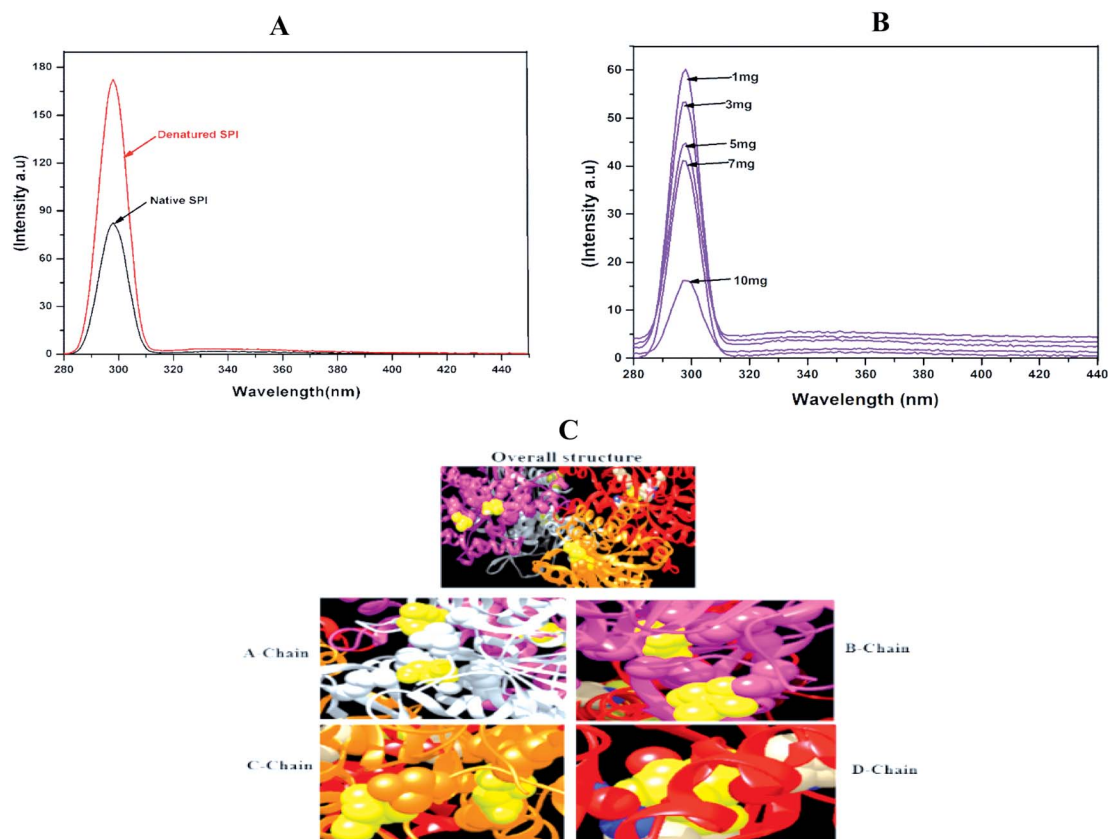 A
180
150
120
90
60
30
0
(Intensity a.u)
Denatured SPI
Native SPI
280 300 320 340 360 380 400 420 440
Wavelength(nm)
B
60
50
40
30
20
10
0
(Intensity a.u)
1mg
3mg
5mg
7mg
10mg
280 300 320 340 360 380 400 420 440
Wavelength (nm)
C
Overall structure
A-Chain
B-Chain
C-Chain
D-Chain